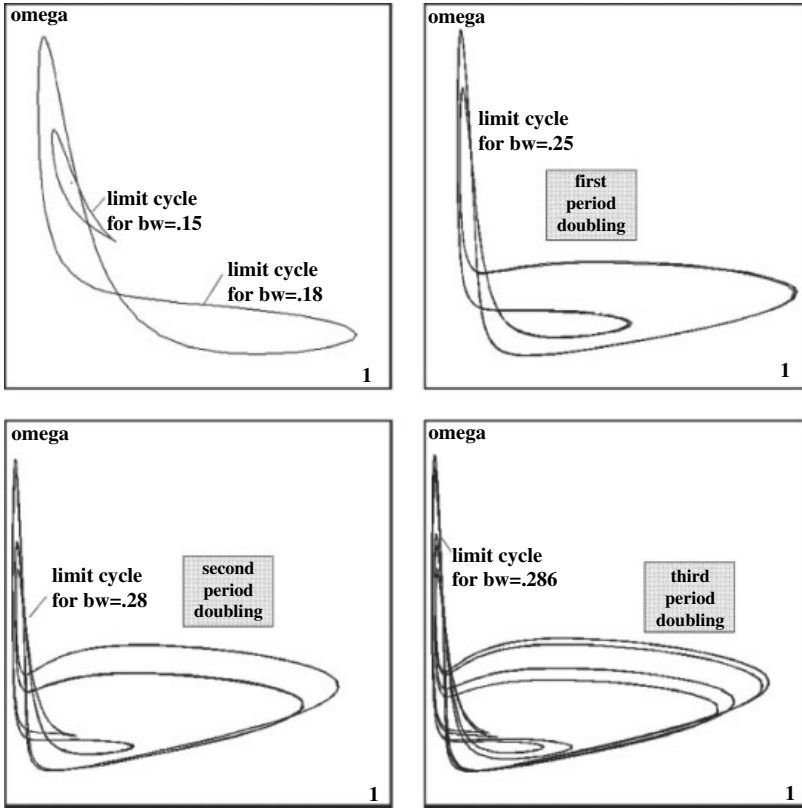 omega
limit cycle
for bw=.15
limit cycle
for bw=.18
1
omega
limit cycle
for bw=.25
first
period
doubling
1
omega
limit cycle
for bw=.28
second
period
doubling
1
omega
limit cycle
for bw=.286
third
period
doubling
1